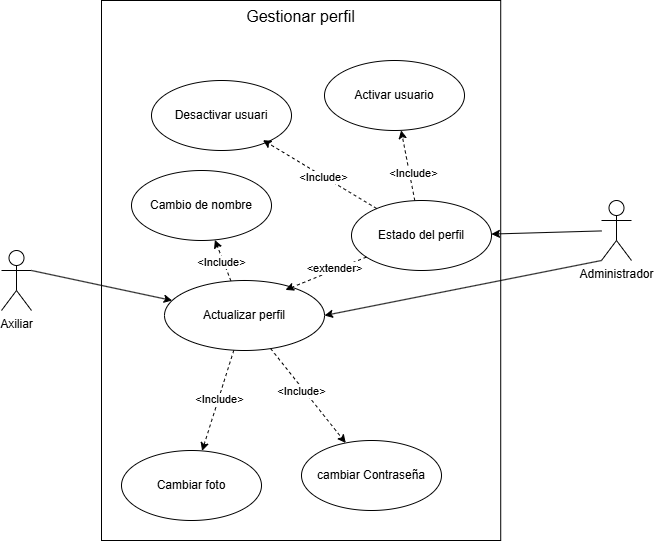 Gestionar perfil
Activar usuario
Desactivar usuari
<Include>
<Include>
Cambio de nombre
Estado del perfil
<Include>
<extender>
Administrador
Actualizar perfil
Axiliar
<Include>
<Include>
Cambiar foto
cambiar Contraseña